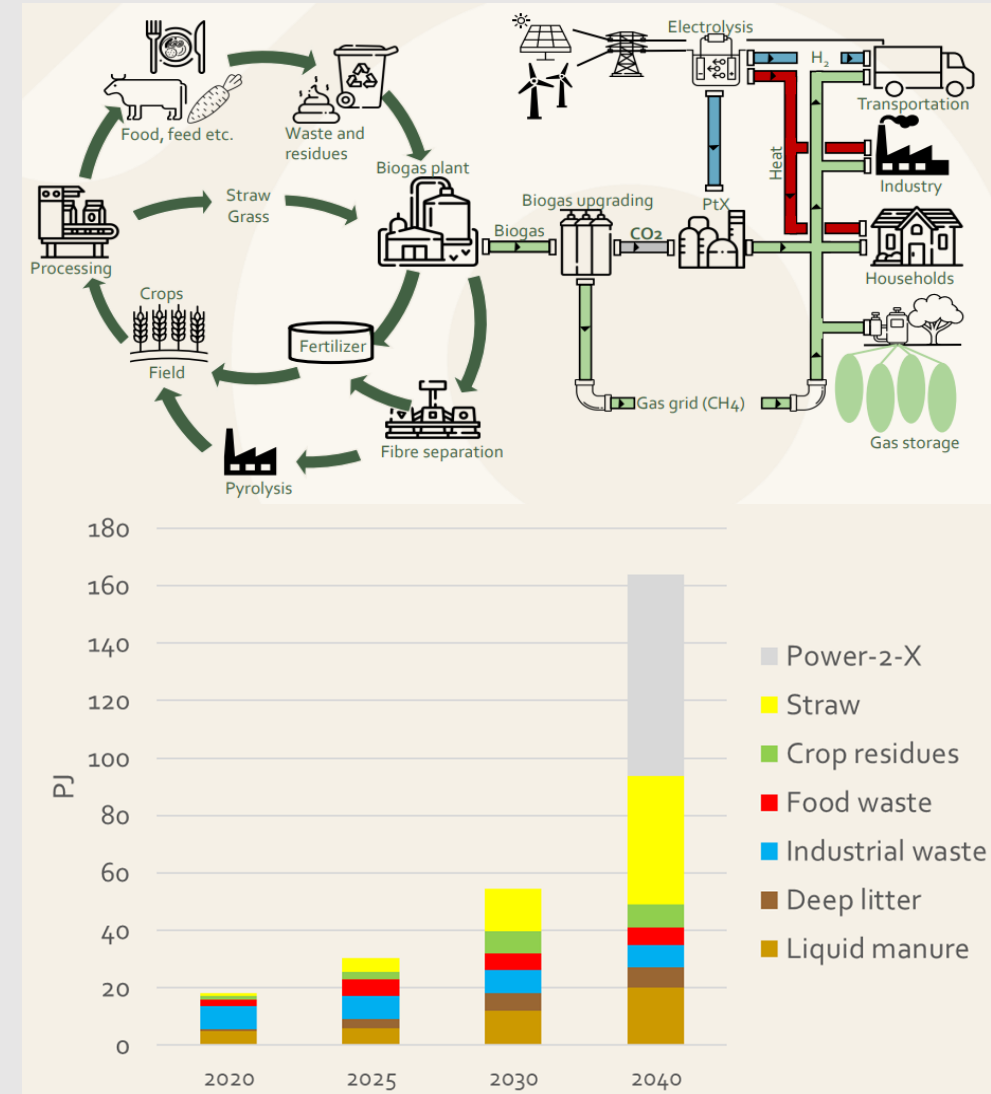 Food, feed etc.
Waste and
residues
Biogas plant
Straw
Grass
Processing
Crops
Field
Fertilizer
Fibre separation
Pyrolysis
Electrolysis
H₂
Transportation
Heat
Industry
Biogas upgrading
PtX
Biogas
CO2
Households
Gas grid (CH4)
Gas storage
180
160
140
120
100
80
60
40
20
0
PJ
2020
2025
2030
2040
Power-2-X
Straw
Crop residues
Food waste
Industrial waste
Deep litter
Liquid manure